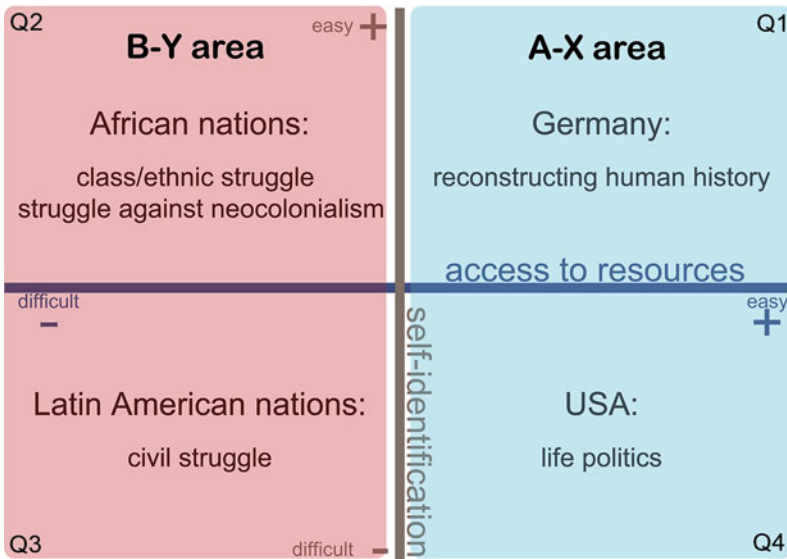 Q2
easy +
Q1
B-Y area
A-X area
African nations:
Germany:
class/ethnic struggle
struggle against neocolonialism
reconstructing human history
access to resources
difficult
-
easy
+
self-identification
Latin American nations:
USA:
civil struggle
life politics
Q3
difficult -
Q4